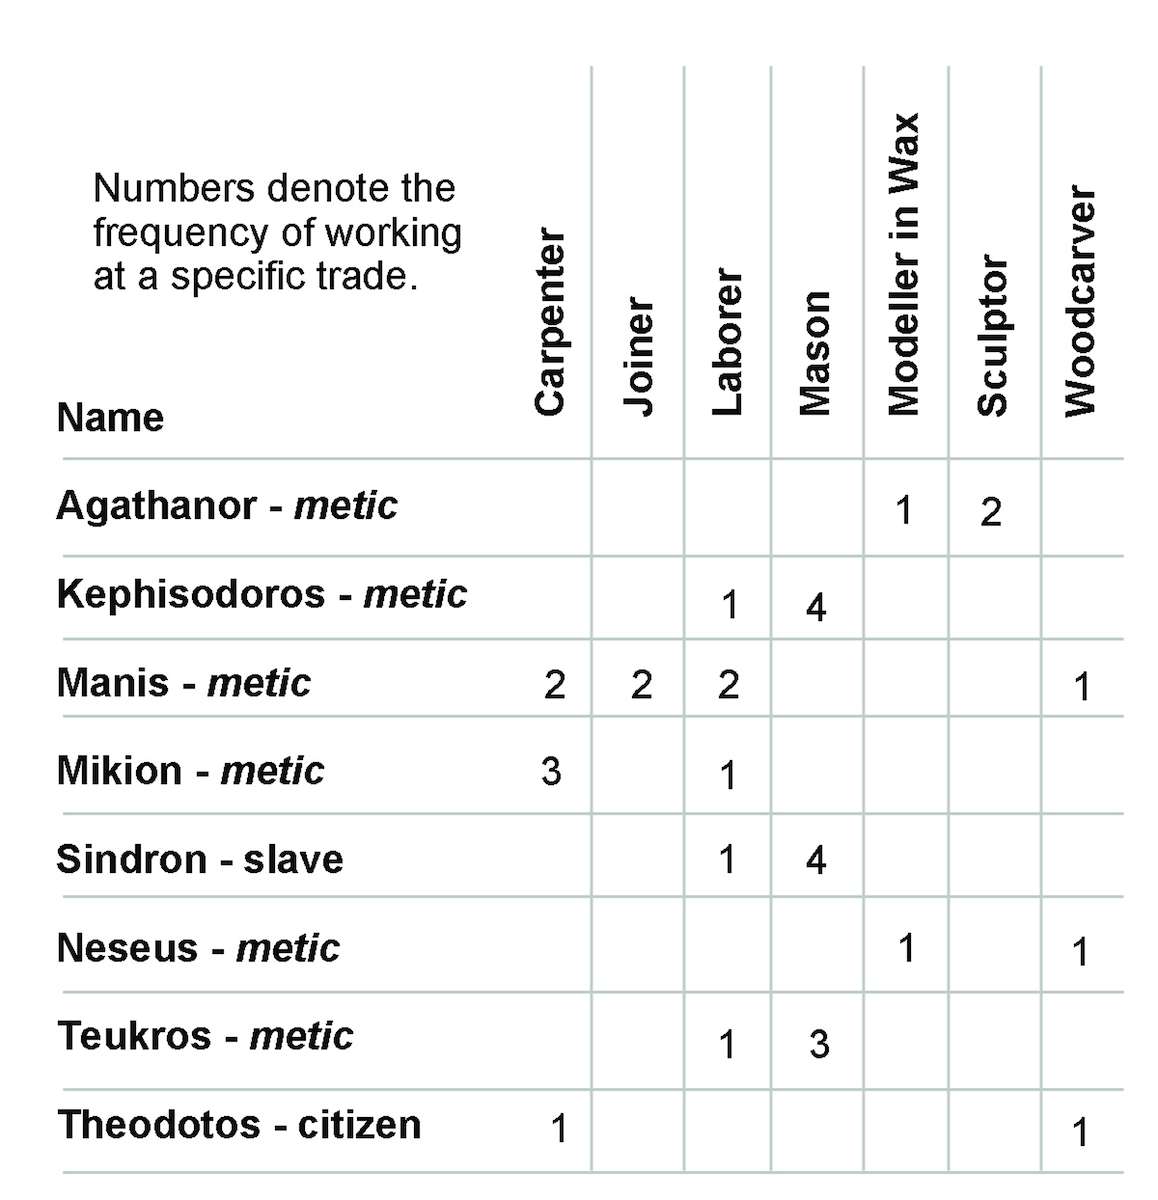 Numbers denote the
frequency of working
at a specific trade.
Name Carpenter Joiner Laborer Mason Modeller in Wax Sculptor Woodcarver
Agathanor - metic 1 2
Kephisodoros - metic 1 4
Manis - metic 2 2 2 1
Mikion - metic 3 1
Sindron - slave 1 4
Neseus - metic 1 1
Teukros - metic 1 3
Theodotos - citizen 1 1